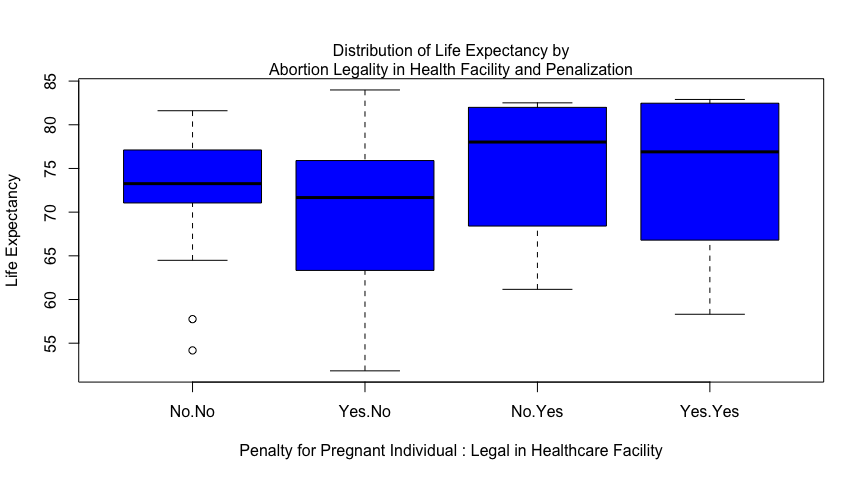 Distribution of Life Expectancy by
Abortion Legality in Health Facility and Penalization
Life Expectancy
85
80
75
70
65
60
55
No.No
Yes.No
No.Yes
Yes.Yes
Penalty for Pregnant Individual : Legal in Healthcare Facility